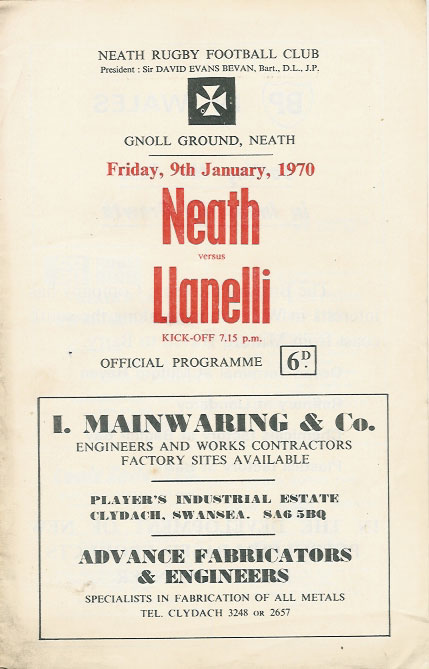 NEATH RUGBY FOOTBALL CLUB
President : Sir DAVID EVANS BEVAN, Bart., D.L., J.P.
GNOLL GROUND, NEATH
Friday, 9th January, 1970
Neath
versus
Llanelli
KICK-OFF 7.15 p.m.
OFFICIAL PROGRAMME 6D.
I. MAINWARING & Co.
ENGINEERS AND WORKS CONTRACTORS
FACTORY SITES AVAILABLE
PLAYER'S INDUSTRIAL ESTATE
CLYDACH, SWANSEA. SA6 5BQ
ADVANCE FABRICATORS
& ENGINEERS
SPECIALISTS IN FABRICATION OF ALL METALS
TEL. CLYDACH 3248 OR 2657